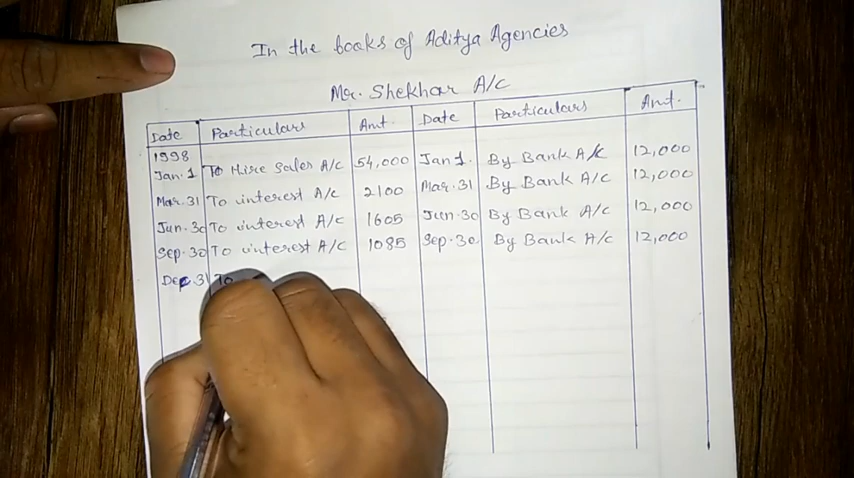 In the books of Aditya Agencies
Mr. Shekhar A/C
Date Particulars Amt. Date Particulars Amt.
1998
Jan. 1 To Hire sales A/C 54,000 Jan 1. By Bank A/C 12,000
Mar. 31 To interest A/C 2100 Mar. 31 By Bank A/C 12,000
Jun. 30 To interest A/C 1605 Jun. 30 By Bank A/C 12,000
Sep. 30 To interest A/C 1085 Sep. 30 By Bank A/C 12,000
Dec. 31 To